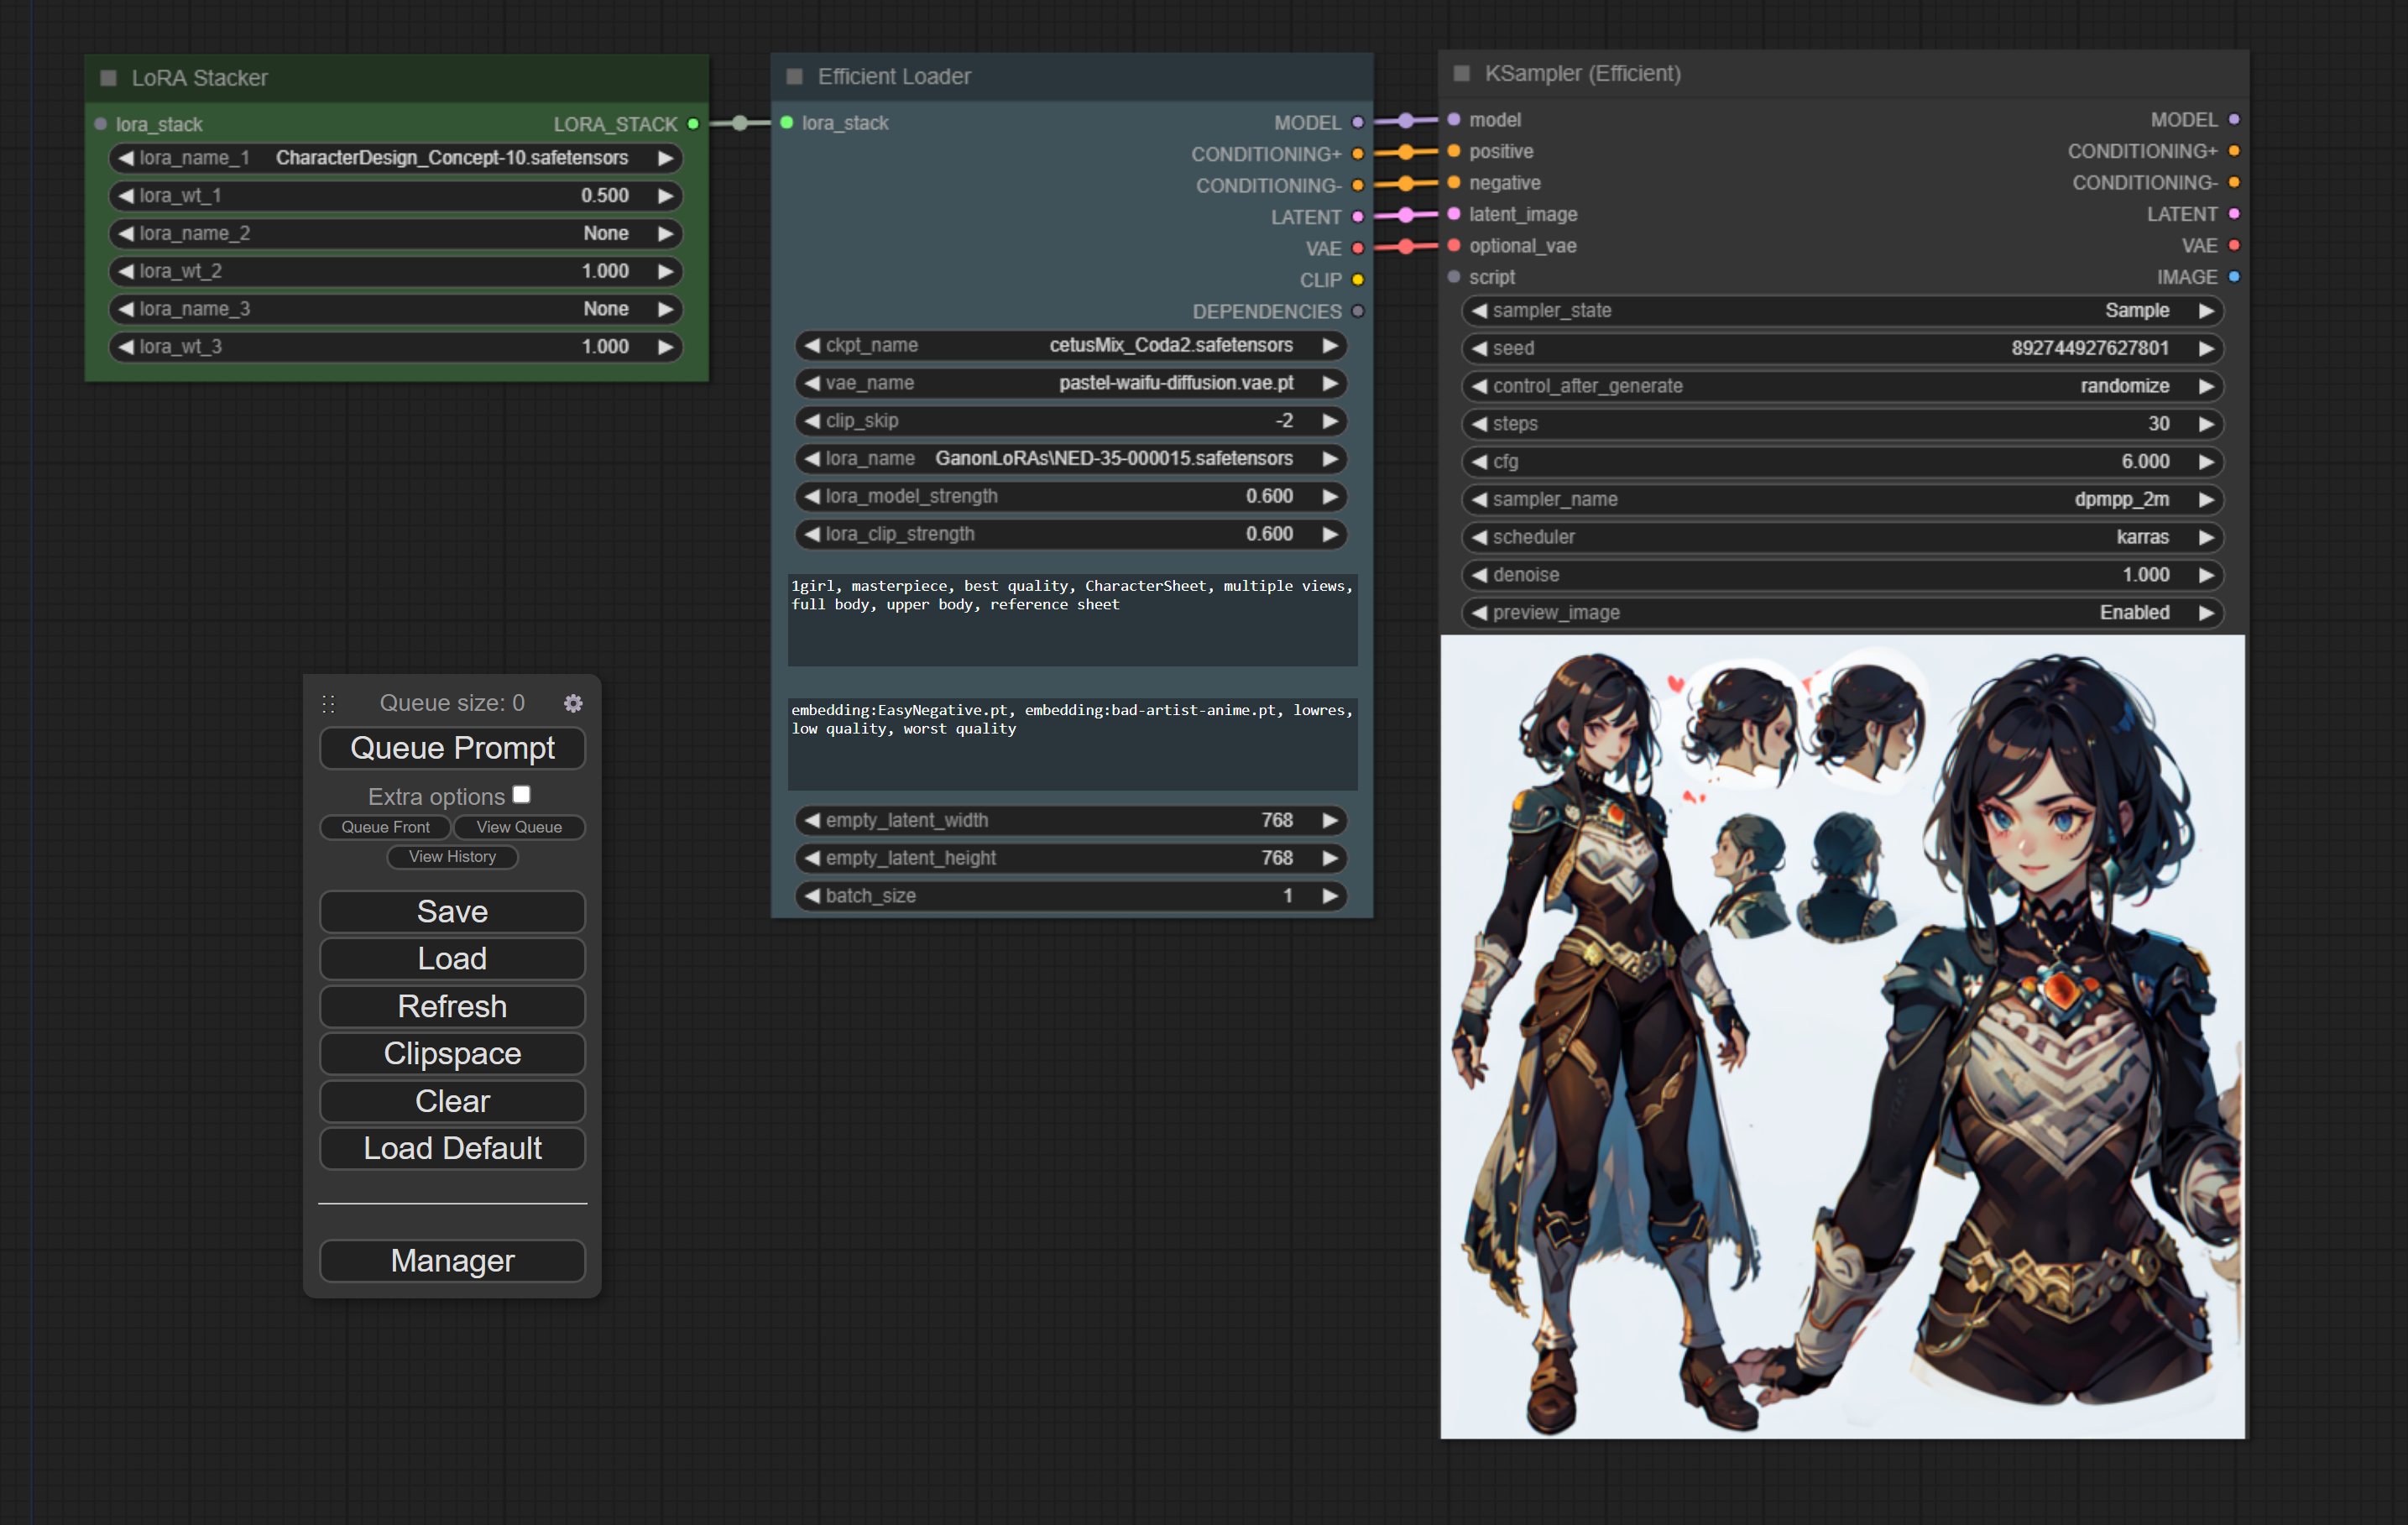 LoRA Stacker
lora_stack LORA_STACK
lora_name_1 CharacterDesign_Concept-10.safetensors
lora_wt_1 0.500
lora_name_2 None
lora_wt_2 1.000
lora_name_3 None
lora_wt_3 1.000
Queue size: 0
Queue Prompt
Extra options
Queue Front View Queue
View History
Save
Load
Refresh
Clipspace
Clear
Load Default
Manager
Efficient Loader
lora_stack MODEL
CONDITIONING+
CONDITIONING-
LATENT
VAE
CLIP
DEPENDENCIES
ckpt_name cetusMix_Coda2.safetensors
vae_name pastel-waifu-diffusion.vae.pt
clip_skip -2
lora_name GanonLoRAs\NED-35-000015.safetensors
lora_model_strength 0.600
lora_clip_strength 0.600
1girl, masterpiece, best quality, CharacterSheet, multiple views,
full body, upper body, reference sheet
embedding:EasyNegative.pt, embedding:bad-artist-anime.pt, lowres,
low quality, worst quality
empty_latent_width 768
empty_latent_height 768
batch_size 1
KSampler (Efficient)
model MODEL
positive CONDITIONING+
negative CONDITIONING-
latent_image LATENT
optional_vae VAE
script IMAGE
sampler_state Sample
seed 892744927627801
control_after_generate randomize
steps 30
cfg 6.000
sampler_name dpmpp_2m
scheduler karras
denoise 1.000
preview_image Enabled